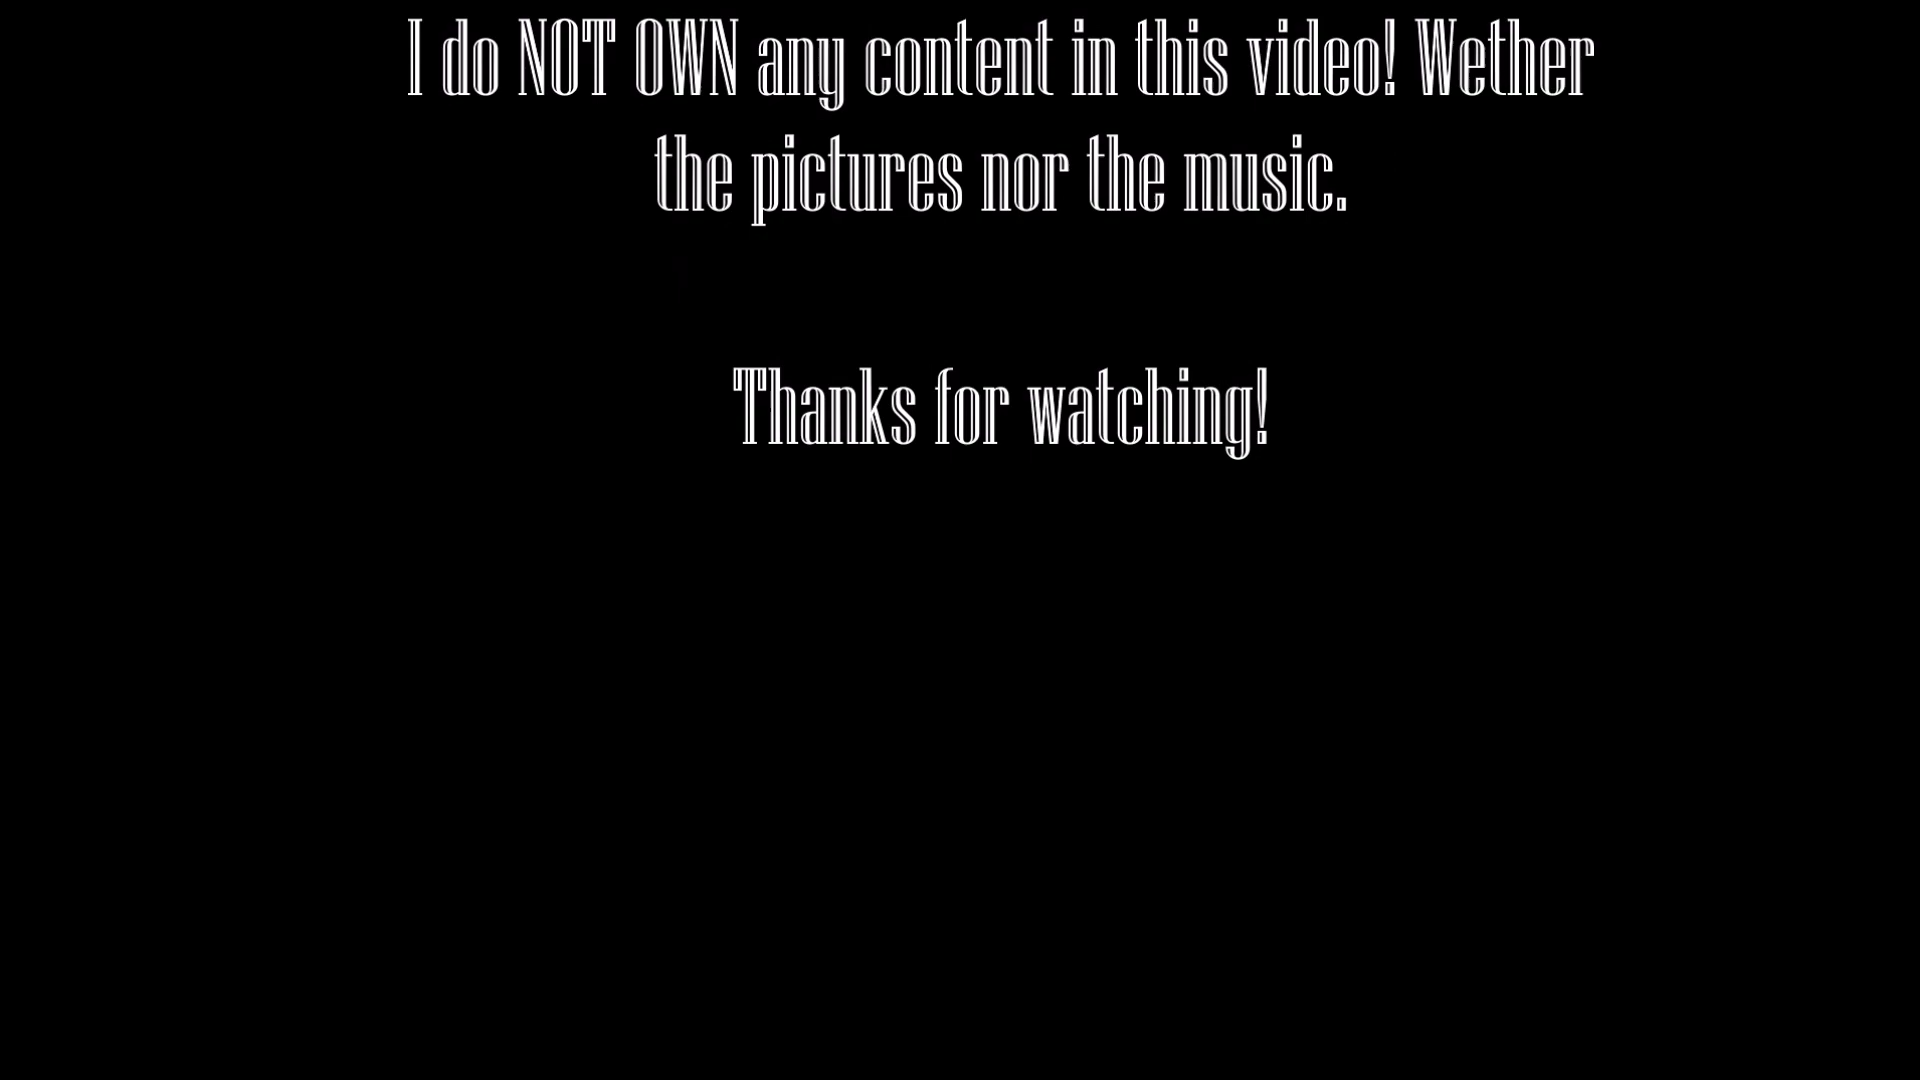 I do NOT OWN any content in this video! Wether
the pictures nor the music.
Thanks for watching!